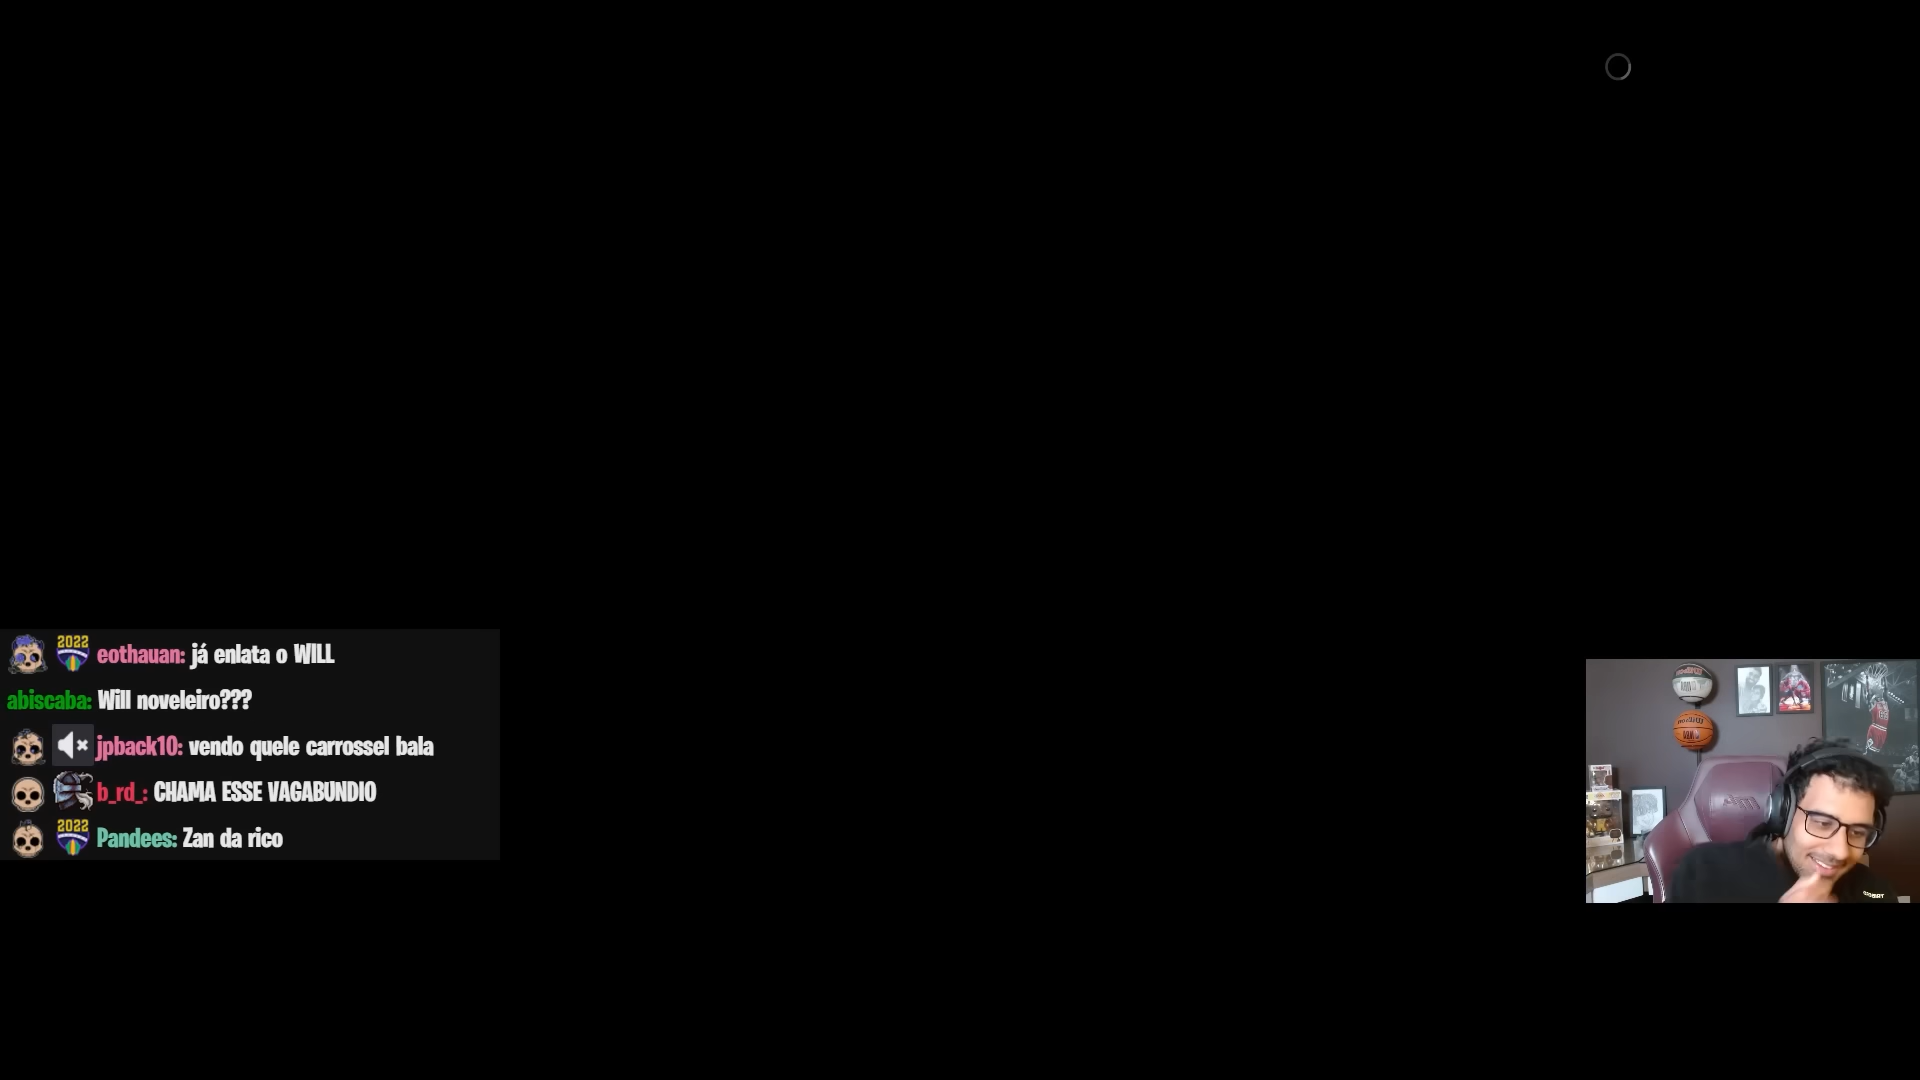 2022 eothauan: já enlata o WILL
abiscaba: Will noveleiro???
jpback10: vendo quele carrossel bala
b_rd_: CHAMA ESSE VAGABUNDIO
2022 Pandees: Zan da rico